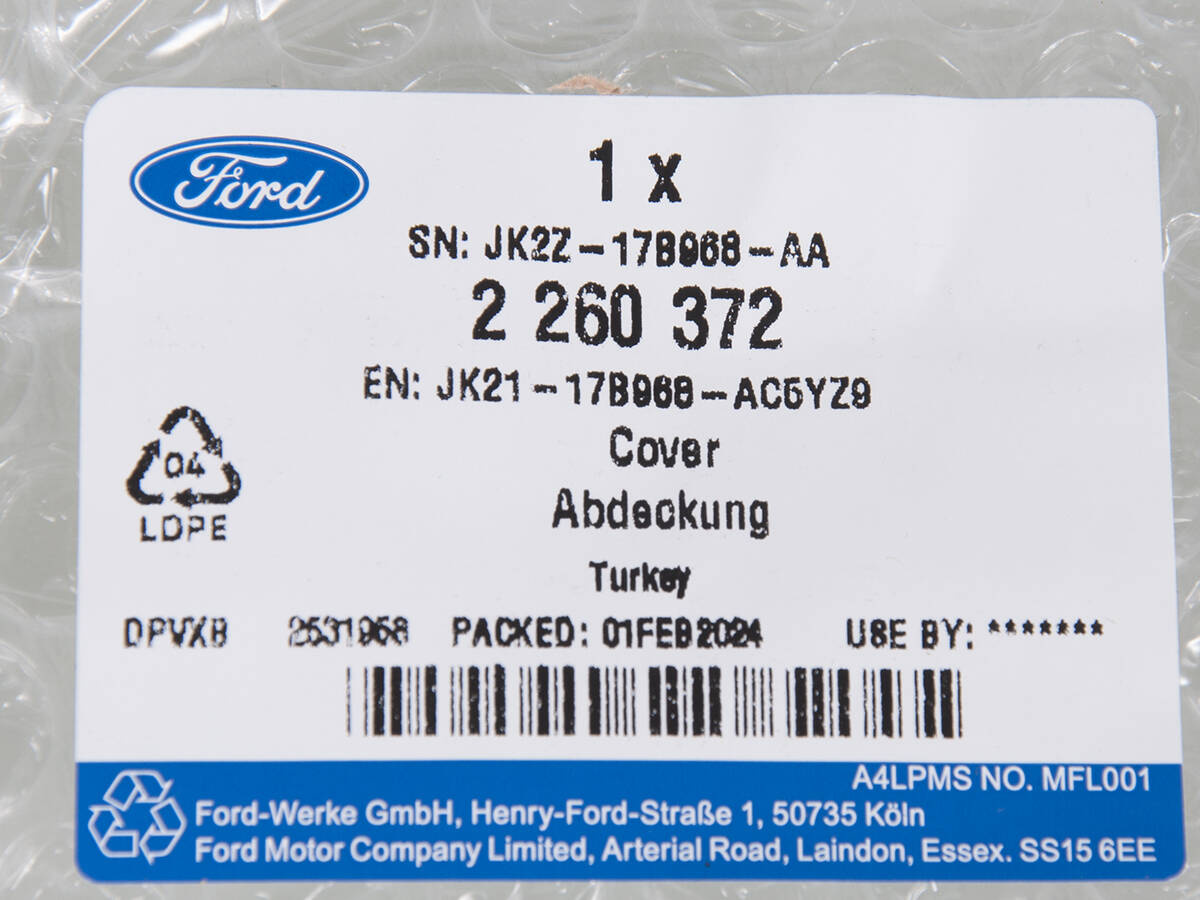 Ford
1 x
SN: JK2Z-17B968-AA
2 260 372
EN: JK21-17B968-AC5YZ9
Cover
Abdeckung
Turkey
04
LDPE
DPVXB 2531958 PACKED: 01FEB2024 USE BY: *******
A4LPMS NO. MFL001
Ford-Werke GmbH, Henry-Ford-Straße 1, 50735 Köln
Ford Motor Company Limited, Arterial Road, Laindon, Essex. SS15 6EE